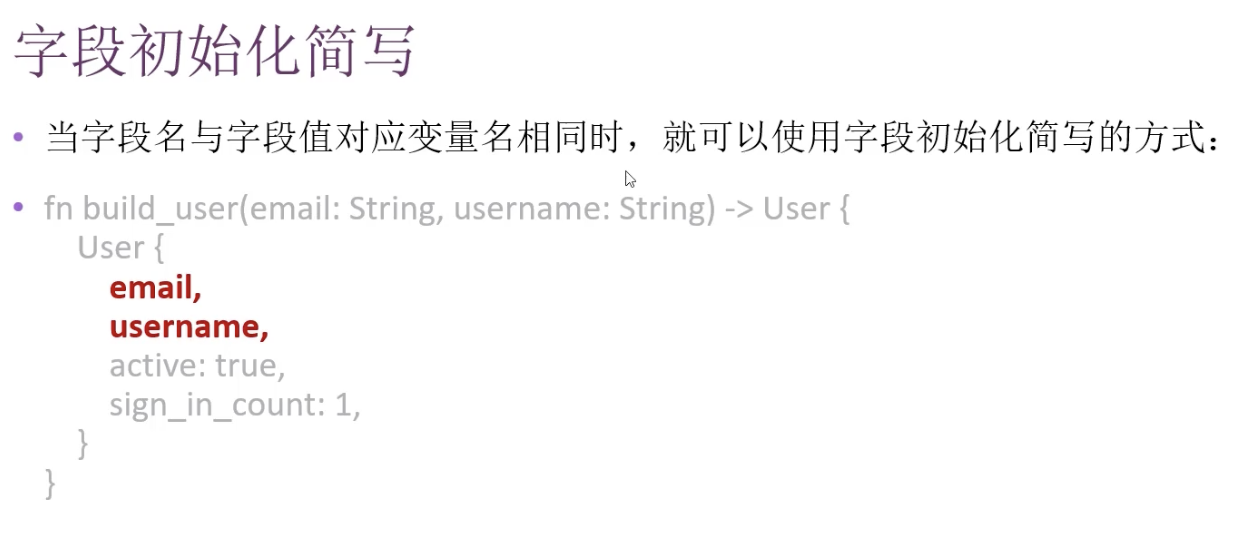 字段初始化简写
• 当字段名与字段值对应变量名相同时，就可以使用字段初始化简写的方式：
• fn build_user(email: String, username: String) -> User {
User {
email,
username,
active: true,
sign_in_count: 1,
}
}